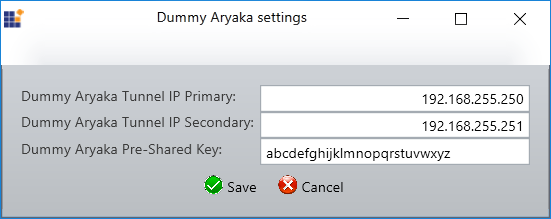 Dummy Aryaka settings
Dummy Aryaka Tunnel IP Primary: 192.168.255.250
Dummy Aryaka Tunnel IP Secondary: 192.168.255.251
Dummy Aryaka Pre-Shared Key: abcdefghijklmnopqrstuvwxyz
Save Cancel